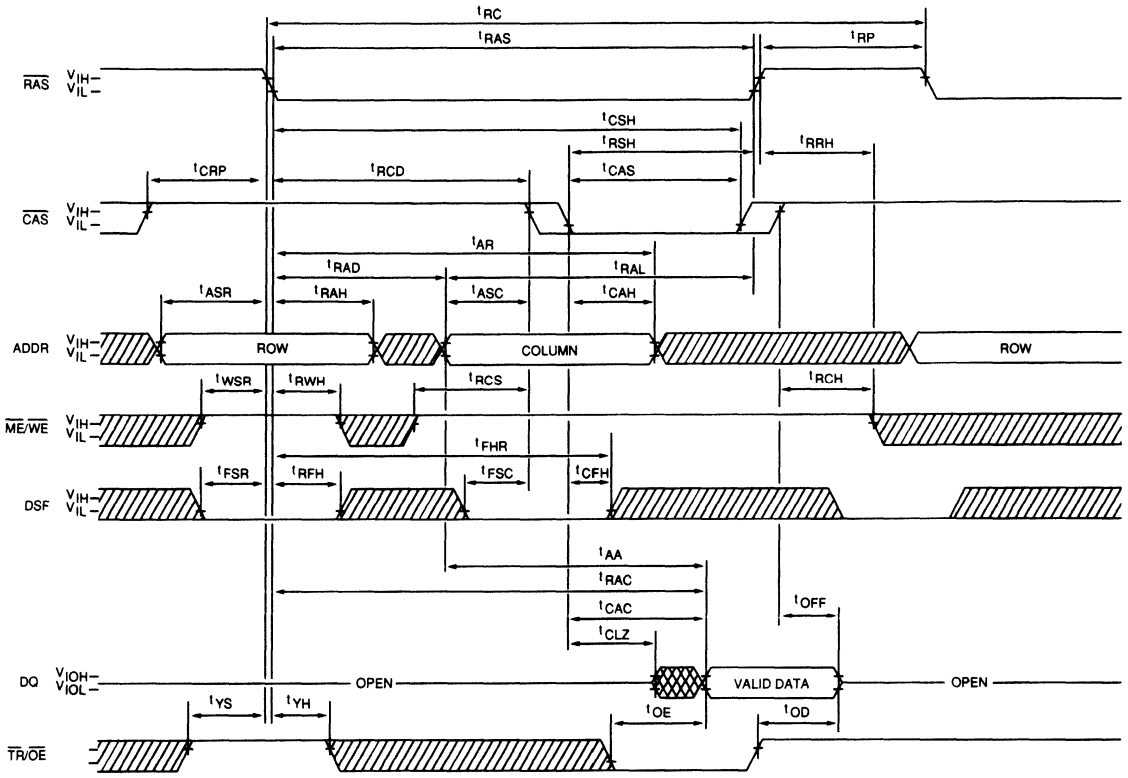 tRC
tRAS
tRP
RAS
VIH
VIL
tCSH
tRSH
tRRH
tCRP
tRCD
tCAS
CAS
VIH
VIL
tAR
tRAD
tRAL
tASR
tRAH
tASC
tCAH
ADDR
VIH
VIL
ROW
COLUMN
ROW
tWSR
tRWH
tRCS
tRCH
ME/WE
VIH
VIL
tFHR
tFSR
tRFH
tFSC
tCFH
DSF
VIH
VIL
tAA
tRAC
tCAC
tOFF
tCLZ
DQ
VIOH
VIOL
OPEN
VALID DATA
OPEN
tYS
tYH
tOE
tOD
TR/OE